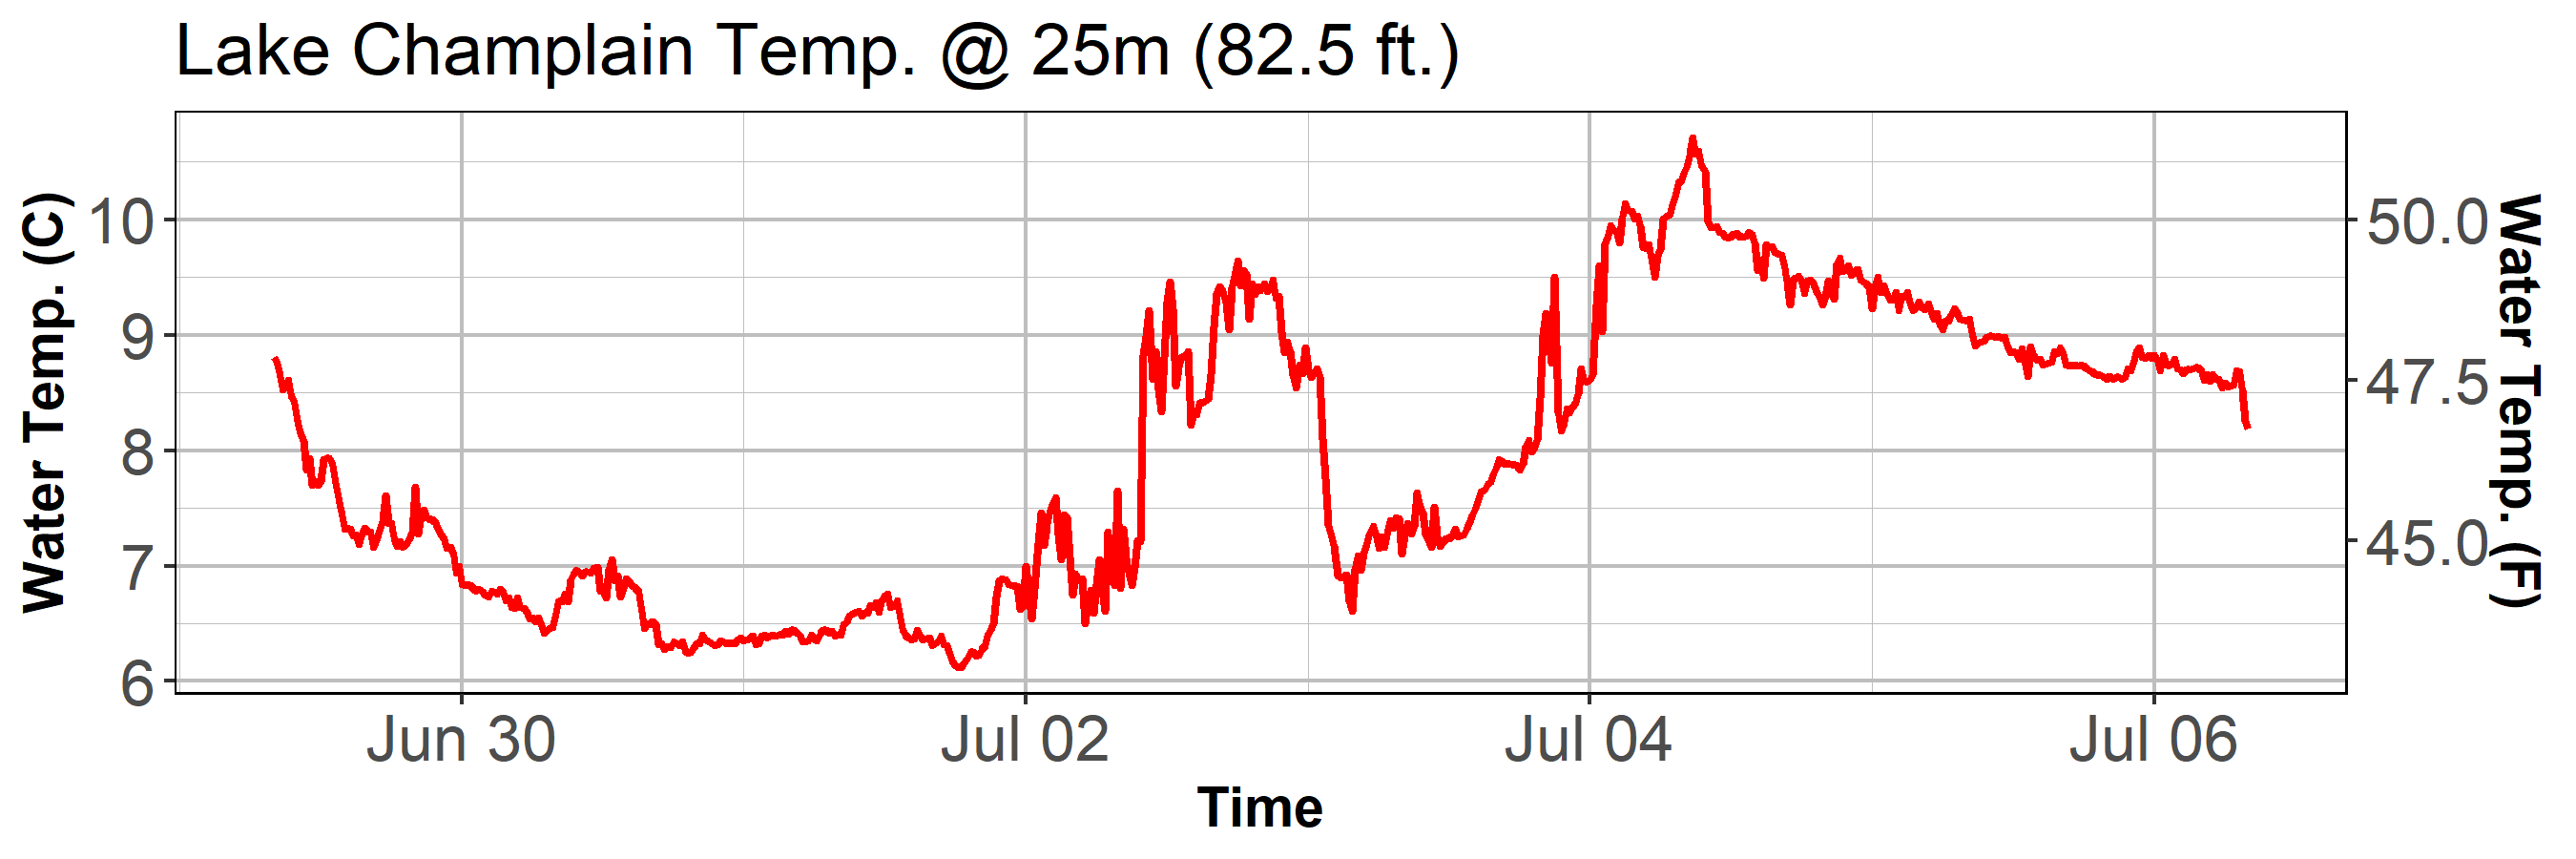 Lake Champlain Temp. @ 25m (82.5 ft.)
Water Temp. (C)
10
9
8
7
6
50.0
47.5
45.0
Water Temp. (F)
Jun 30
Jul 02
Jul 04
Jul 06
Time